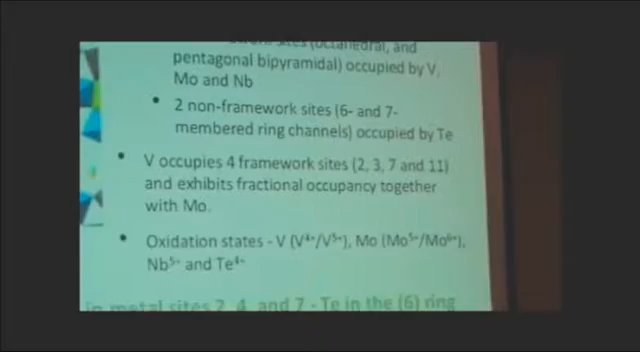 (octahedral, and
pentagonal bipyramidal) occupied by V,
Mo and Nb
• 2 non-framework sites (6- and 7-
membered ring channels) occupied by Te
• V occupies 4 framework sites (2, 3, 7 and 11)
and exhibits fractional occupancy together
with Mo.
• Oxidation states - V (V⁴⁺/V⁵⁺), Mo (Mo⁵⁺/Mo⁶⁺),
Nb⁵⁺ and Te⁴⁺
In metal sites 2, 4, and 7 - Te in the (6) ring